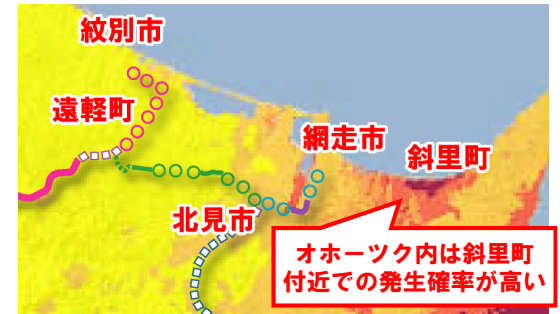 紋別市
遠軽町
網走市
斜里町
北見市
オホーツク内は斜里町
付近での発生確率が高い